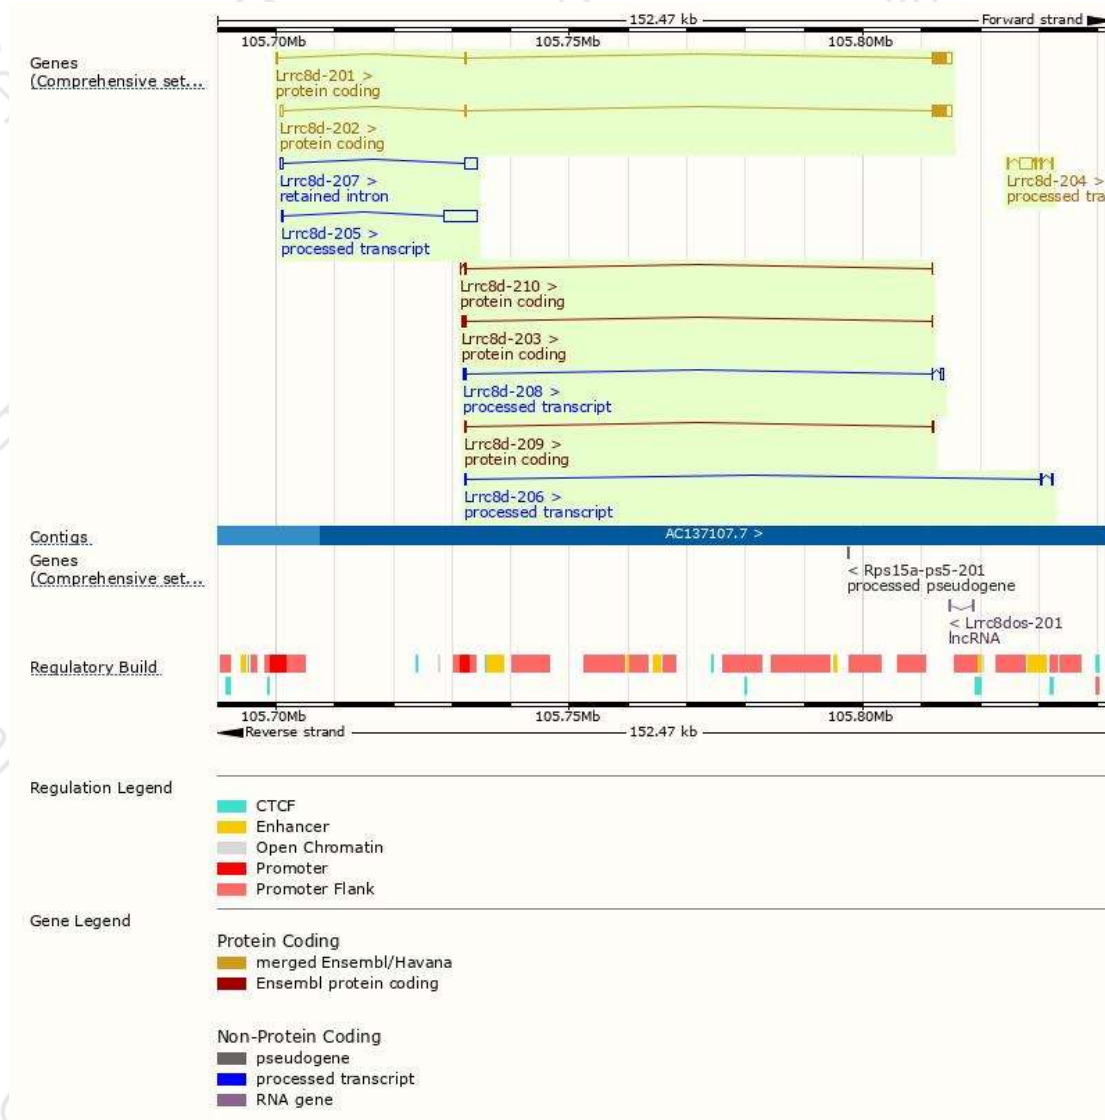 152.47 kb Forward strand
105.70Mb 105.75Mb 105.80Mb
Genes
(Comprehensive set...
Lrrc8d-201 >
protein coding
Lrrc8d-202 >
protein coding
Lrrc8d-207 >
retained intron
Lrrc8d-204 >
processed tra
Lrrc8d-205 >
processed transcript
Lrrc8d-210 >
protein coding
Lrrc8d-203 >
protein coding
Lrrc8d-208 >
processed transcript
Lrrc8d-209 >
protein coding
Lrrc8d-206 >
processed transcript
Contigs AC137107.7 >
Genes
(Comprehensive set...
< Rps15a-ps5-201
processed pseudogene
< Lrrc8dos-201
lncRNA
Regulatory Build
105.70Mb 105.75Mb 105.80Mb
Reverse strand 152.47 kb
Regulation Legend
CTCF
Enhancer
Open Chromatin
Promoter
Promoter Flank
Gene Legend
Protein Coding
merged Ensembl/Havana
Ensembl protein coding
Non-Protein Coding
pseudogene
processed transcript
RNA gene